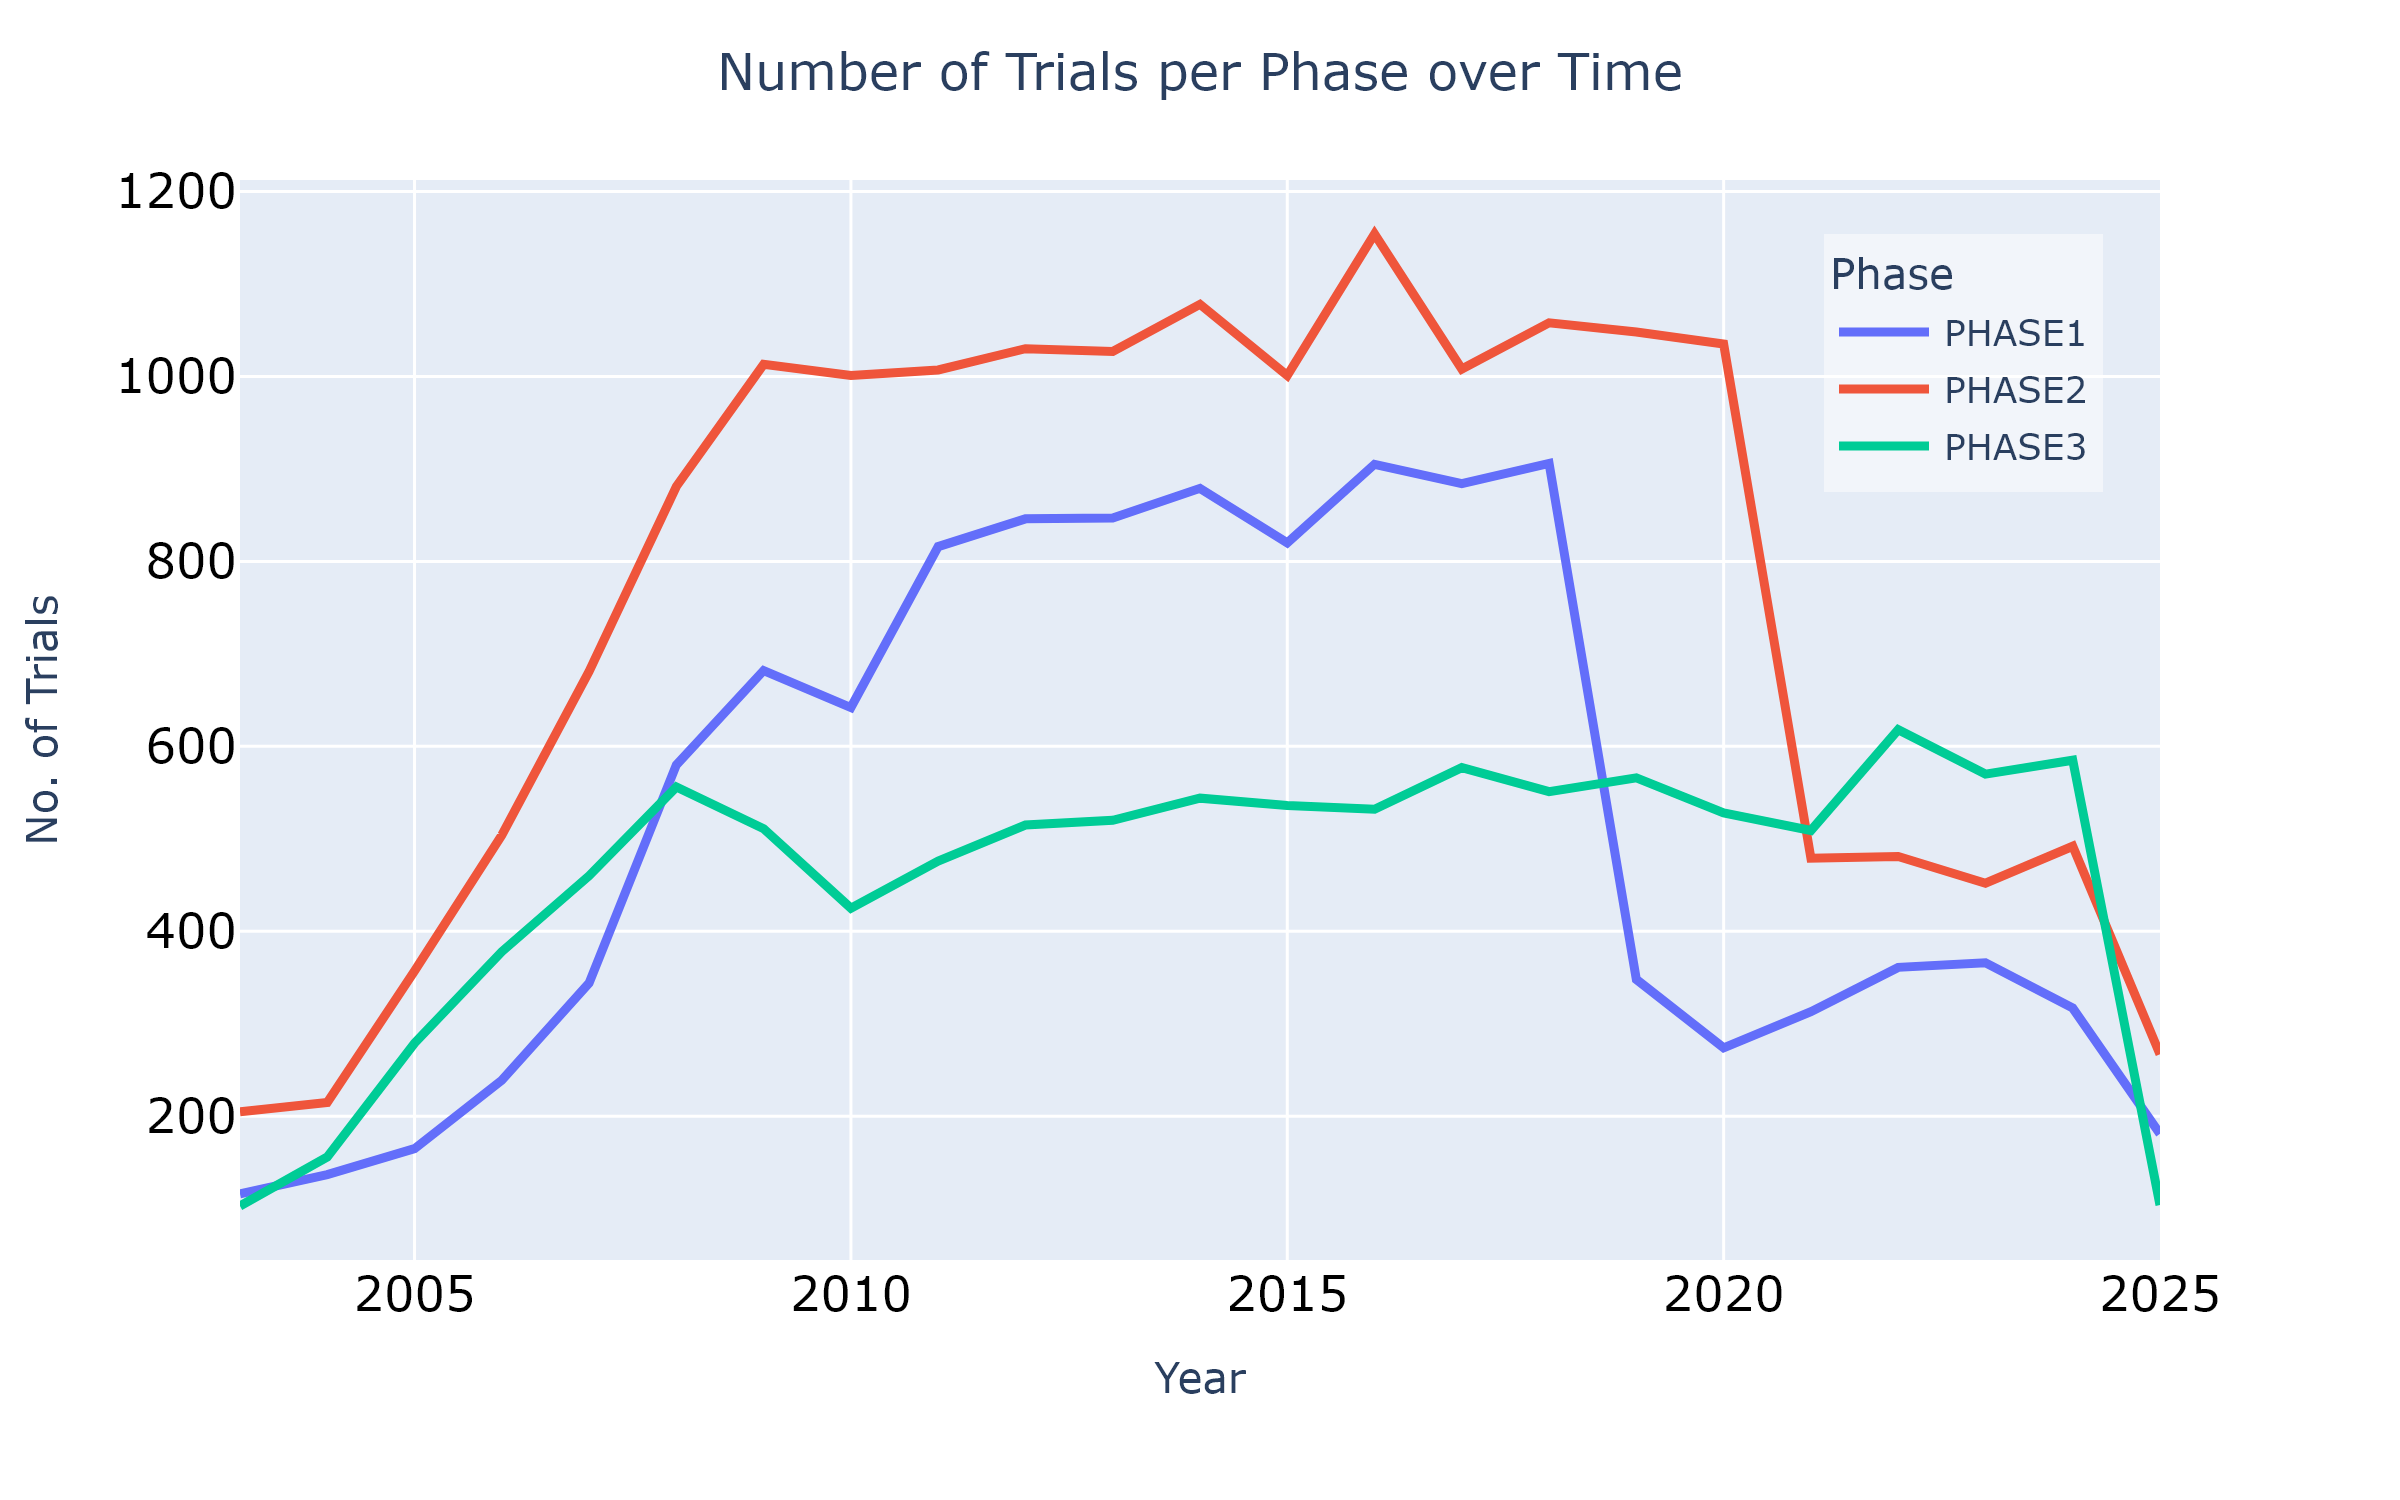 Number of Trials per Phase over Time
1200
1000
800
600
400
200
No. of Trials
Phase
PHASE1
PHASE2
PHASE3
2005 2010 2015 2020 2025
Year